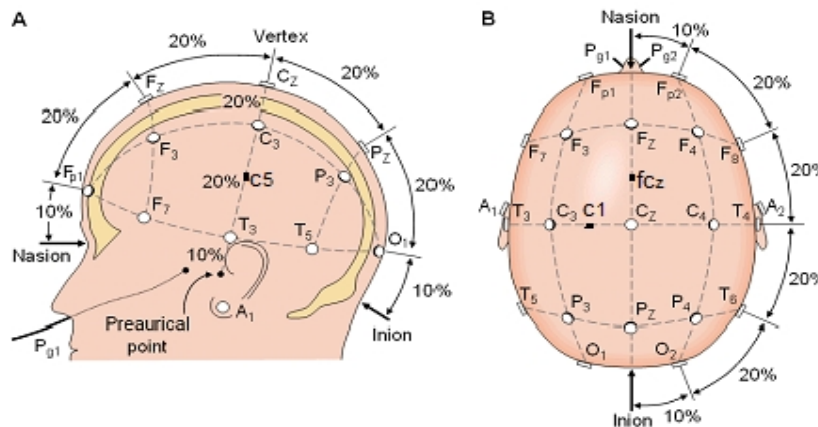 A
20%
Vertex
20%
FZ
CZ
20%
20%
20%
Fp1
F3
C3
PZ
20%
C5
P3
20%
10%
F7
T3
T5
O1
Nasion
10%
10%
A1
Preaurical
point
Inion
Pg1
B
Nasion
10%
Pg1
Pg2
Fp1
Fp2
20%
F7
F3
FZ
F4
F8
fCz
20%
A1
T3
C3
C1
CZ
C4
T4
A2
20%
T5
P3
PZ
P4
T6
O1
O2
20%
Inion
10%